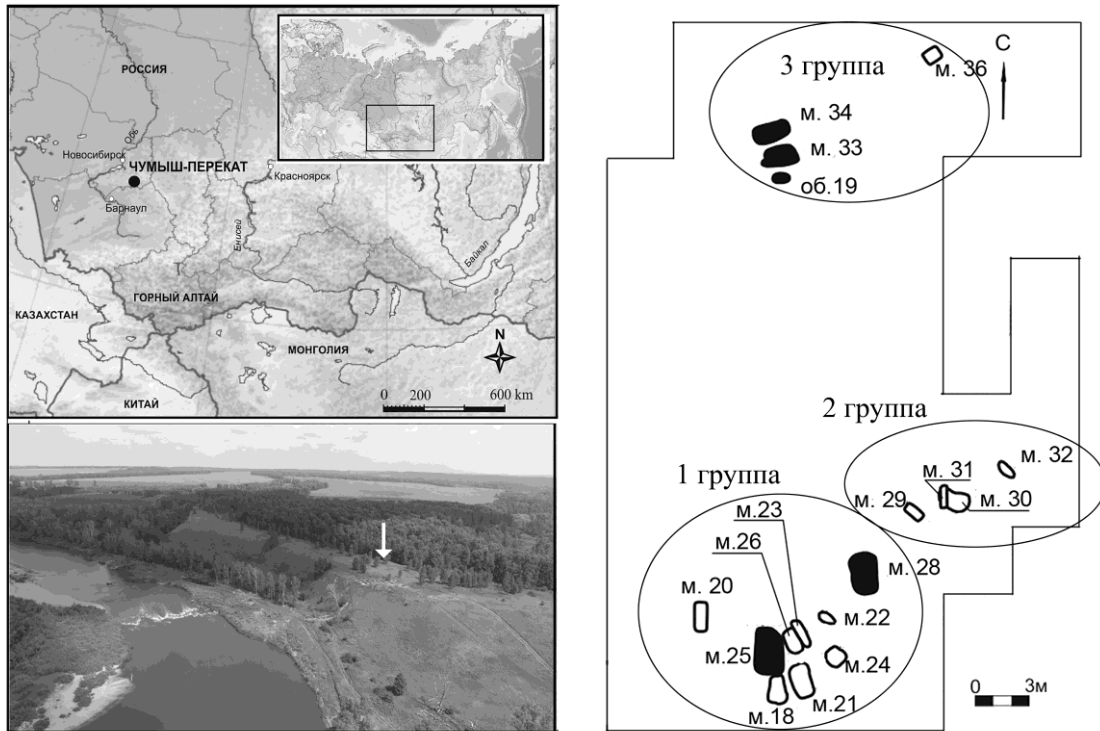 РОССИЯ
Обь
Новосибирск
ЧУМЫШ-ПЕРЕКАТ
Красноярск
Барнаул
Енисей
Байкал
ГОРНЫЙ АЛТАЙ
КАЗАХСТАН
МОНГОЛИЯ
N
КИТАЙ
0 200 600 km
3 группа
С
м. 36
м. 34
м. 33
об.19
2 группа
м. 32
м. 31
м. 29
м. 30
1 группа
м.23
м.26
м. 28
м. 20
м.22
м.25
м.24
м.21
м.18
0 3м